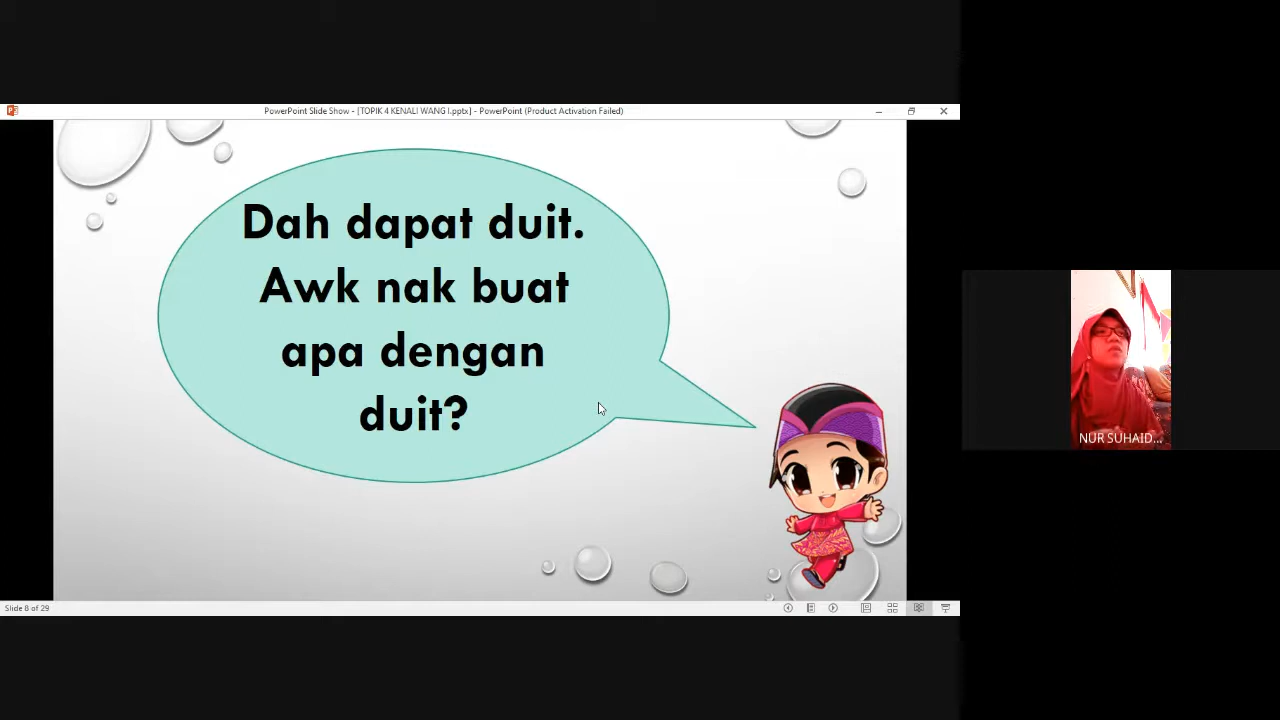 PowerPoint Slide Show - [TOPIK 4 KENALI WANG I.pptx] - PowerPoint (Product Activation Failed)
Dah dapat duit.
Awk nak buat
apa dengan
duit?
NUR SUHAID...
Slide 8 of 29